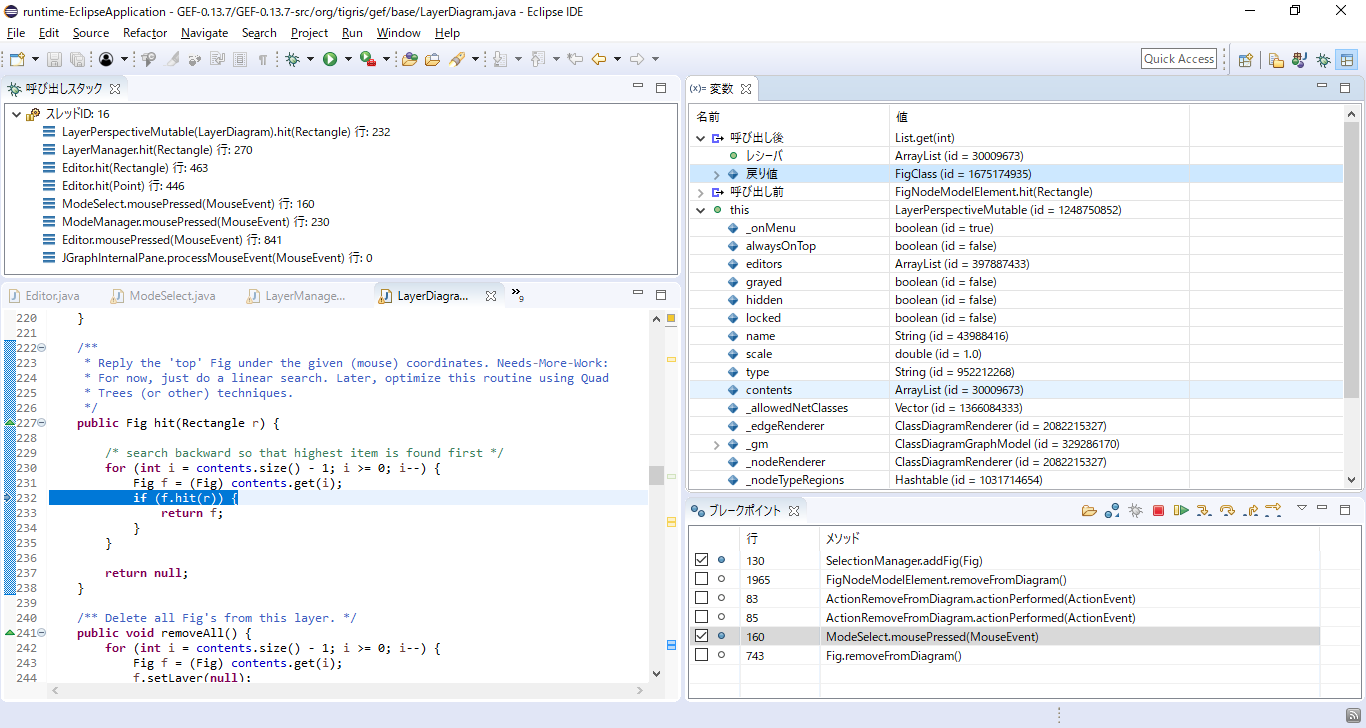 runtime-EclipseApplication - GEF-0.13.7/GEF-0.13.7-src/org/tigris/gef/base/LayerDiagram.java - Eclipse IDE
File Edit Source Refactor Navigate Search Project Run Window Help
Quick Access
呼び出しスタック
スレッドID: 16
LayerPerspectiveMutable(LayerDiagram).hit(Rectangle) 行: 232
LayerManager.hit(Rectangle) 行: 270
Editor.hit(Rectangle) 行: 463
Editor.hit(Point) 行: 446
ModeSelect.mousePressed(MouseEvent) 行: 160
ModeManager.mousePressed(MouseEvent) 行: 230
Editor.mousePressed(MouseEvent) 行: 841
JGraphInternalPane.processMouseEvent(MouseEvent) 行: 0
Editor.java ModeSelect.java LayerManage... LayerDiagra... »9
220 }
221
222 /**
223 * Reply the 'top' Fig under the given (mouse) coordinates. Needs-More-Work:
224 * For now, just do a linear search. Later, optimize this routine using Quad
225 * Trees (or other) techniques.
226 */
227 public Fig hit(Rectangle r) {
228
229 /* search backward so that highest item is found first */
230 for (int i = contents.size() - 1; i >= 0; i--) {
231 Fig f = (Fig) contents.get(i);
232 if (f.hit(r)) {
233 return f;
234 }
235 }
236
237 return null;
238 }
239
240 /** Delete all Fig's from this layer. */
241 public void removeAll() {
242 for (int i = contents.size() - 1; i >= 0; i--) {
243 Fig f = (Fig) contents.get(i);
244 f.setLayer(null);
(x)= 変数
名前 値
呼び出し後 List.get(int)
レシーバ ArrayList (id = 30009673)
戻り値 FigClass (id = 1675174935)
呼び出し前 FigNodeModelElement.hit(Rectangle)
this LayerPerspectiveMutable (id = 1248750852)
_onMenu boolean (id = true)
alwaysOnTop boolean (id = false)
editors ArrayList (id = 397887433)
grayed boolean (id = false)
hidden boolean (id = false)
locked boolean (id = false)
name String (id = 43988416)
scale double (id = 1.0)
type String (id = 952212268)
contents ArrayList (id = 30009673)
_allowedNetClasses Vector (id = 1366084333)
_edgeRenderer ClassDiagramRenderer (id = 2082215327)
_gm ClassDiagramGraphModel (id = 329286170)
_nodeRenderer ClassDiagramRenderer (id = 2082215327)
_nodeTypeRegions Hashtable (id = 1031714654)
ブレークポイント
行 メソッド
130 SelectionManager.addFig(Fig)
1965 FigNodeModelElement.removeFromDiagram()
83 ActionRemoveFromDiagram.actionPerformed(ActionEvent)
85 ActionRemoveFromDiagram.actionPerformed(ActionEvent)
160 ModeSelect.mousePressed(MouseEvent)
743 Fig.removeFromDiagram()